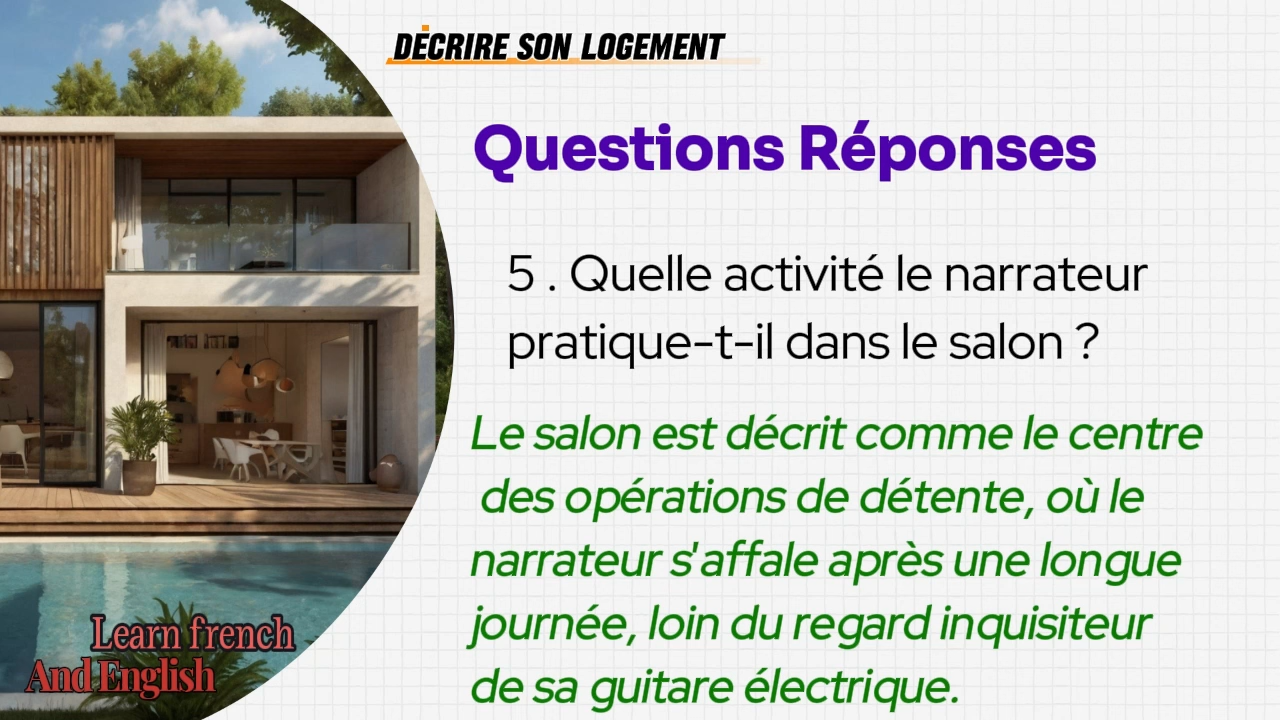 DÉCRIRE SON LOGEMENT
Questions Réponses
5 . Quelle activité le narrateur
pratique-t-il dans le salon ?
Le salon est décrit comme le centre
des opérations de détente, où le
narrateur s'affale après une longue
journée, loin du regard inquisiteur
de sa guitare électrique.
Learn french
And English